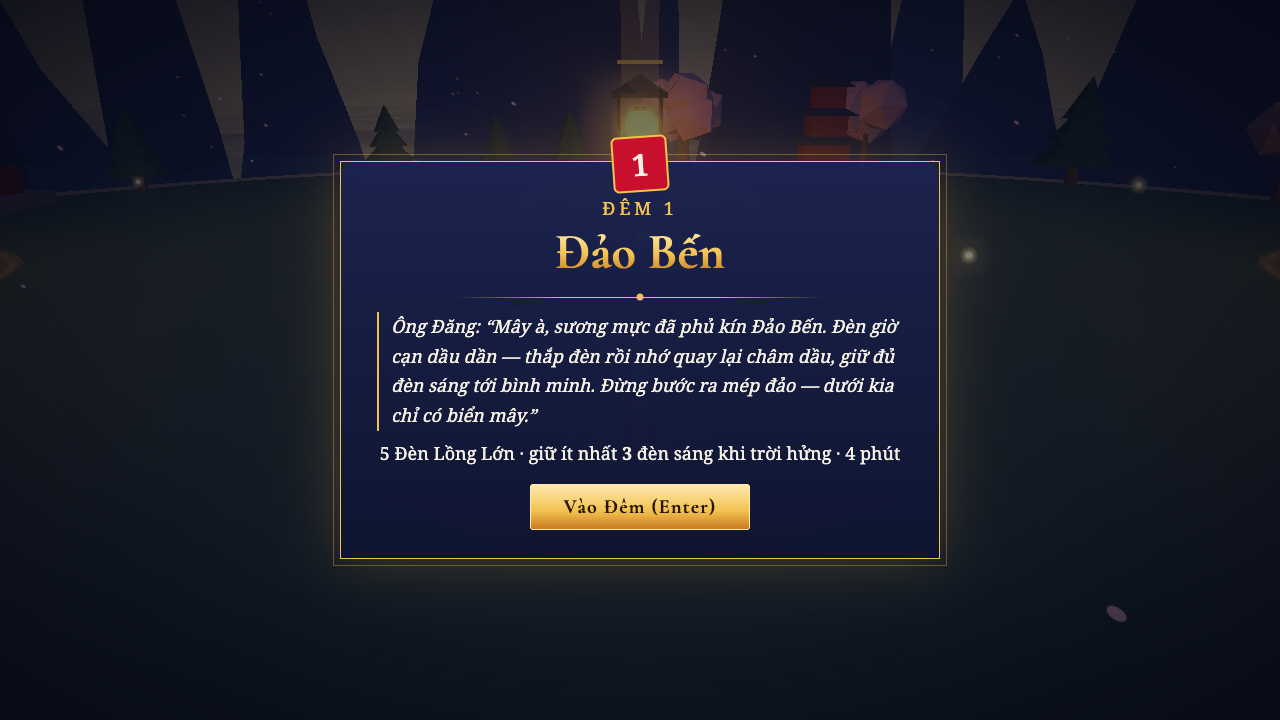 1
ĐÊM 1
Đảo Bến
Ông Đăng: “Mây à, sương mực đã phủ kín Đảo Bến. Đèn giờ
cạn dầu dần — thắp đèn rồi nhớ quay lại châm dầu, giữ đủ
đèn sáng tới bình minh. Đừng bước ra mép đảo — dưới kia
chỉ có biển mây.”
5 Đèn Lồng Lớn · giữ ít nhất 3 đèn sáng khi trời hửng · 4 phút
Vào Đêm (Enter)